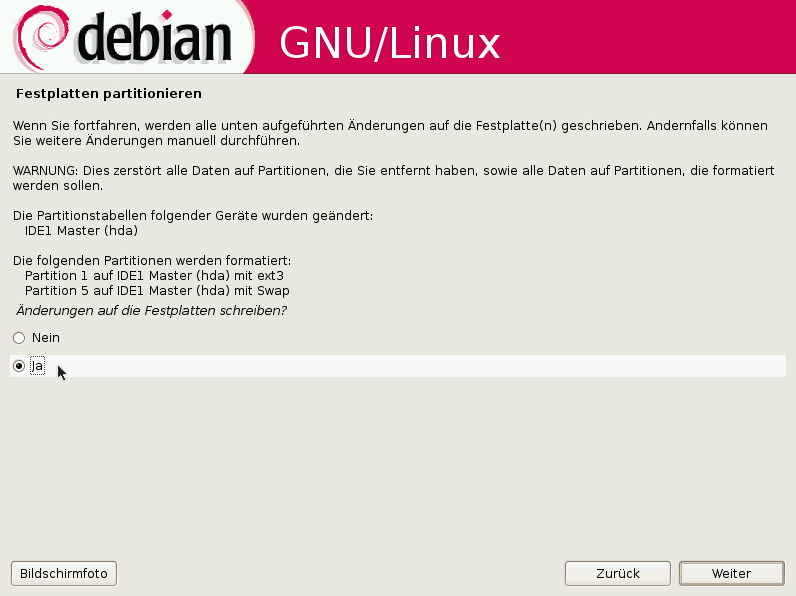 debian GNU/Linux
Festplatten partitionieren
Wenn Sie fortfahren, werden alle unten aufgeführten Änderungen auf die Festplatte(n) geschrieben. Andernfalls können
Sie weitere Änderungen manuell durchführen.
WARNUNG: Dies zerstört alle Daten auf Partitionen, die Sie entfernt haben, sowie alle Daten auf Partitionen, die formatiert
werden sollen.
Die Partitionstabellen folgender Geräte wurden geändert:
IDE1 Master (hda)
Die folgenden Partitionen werden formatiert:
Partition 1 auf IDE1 Master (hda) mit ext3
Partition 5 auf IDE1 Master (hda) mit Swap
Änderungen auf die Festplatten schreiben?
Nein
Ja
Bildschirmfoto Zurück Weiter